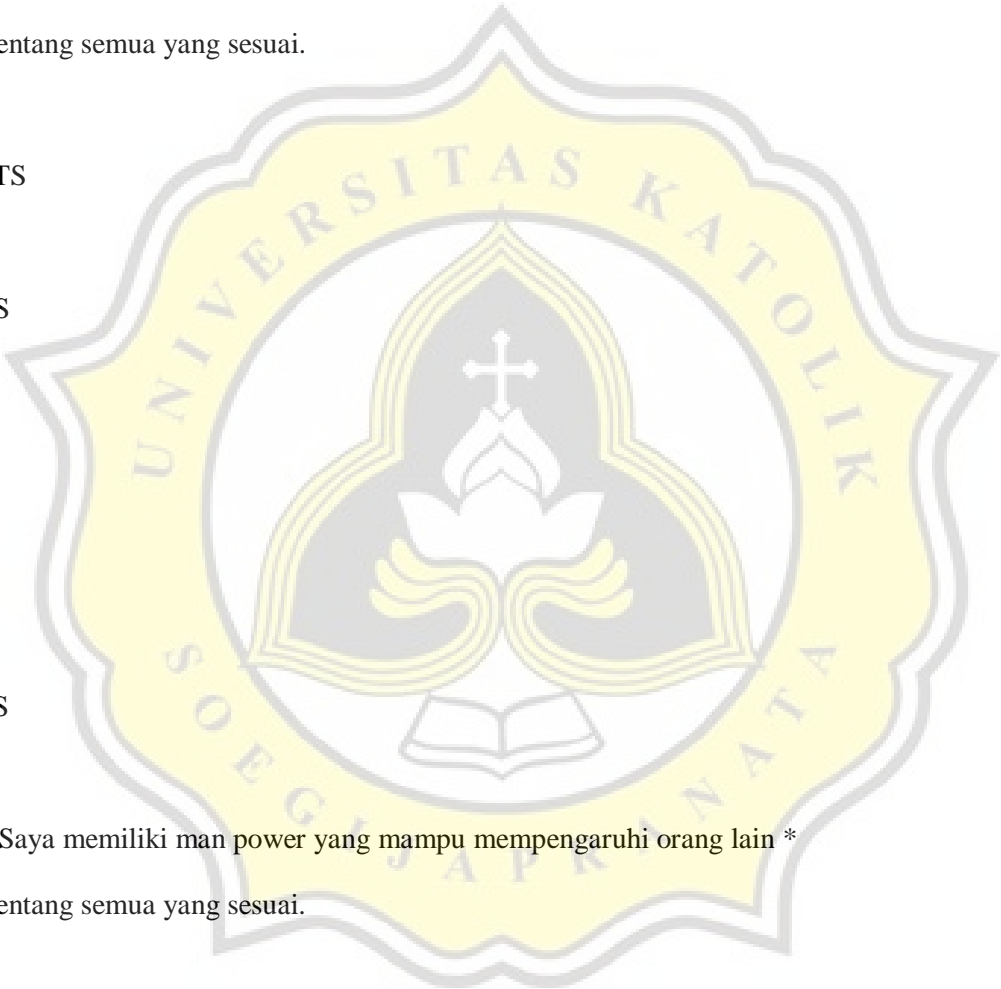 entang semua yang sesuai.
TS
S
UNIVERSITAS KATOLIK
SOEGIJAPRANATA
S
Saya memiliki man power yang mampu mempengaruhi orang lain *
entang semua yang sesuai.